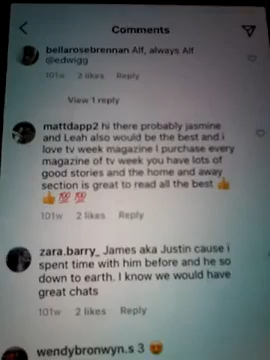 Comments
bellarosebrennan Alf, always Alf
@edwigg
101w 2 likes Reply
View 1 reply
mattdapp2 hi there probably jasmine
and Leah also would be the best and i
love tv week magazine I purchase every
magazine of tv week you have lots of
good stories and the home and away
section is great to read all the best 👍
👍💯💯
101w 2 likes Reply
zara.barry_ James aka Justin cause i
spent time with him before and he so
down to earth. I know we would have
great chats
101w 2 likes Reply
wendybronwyn.s 3 😍